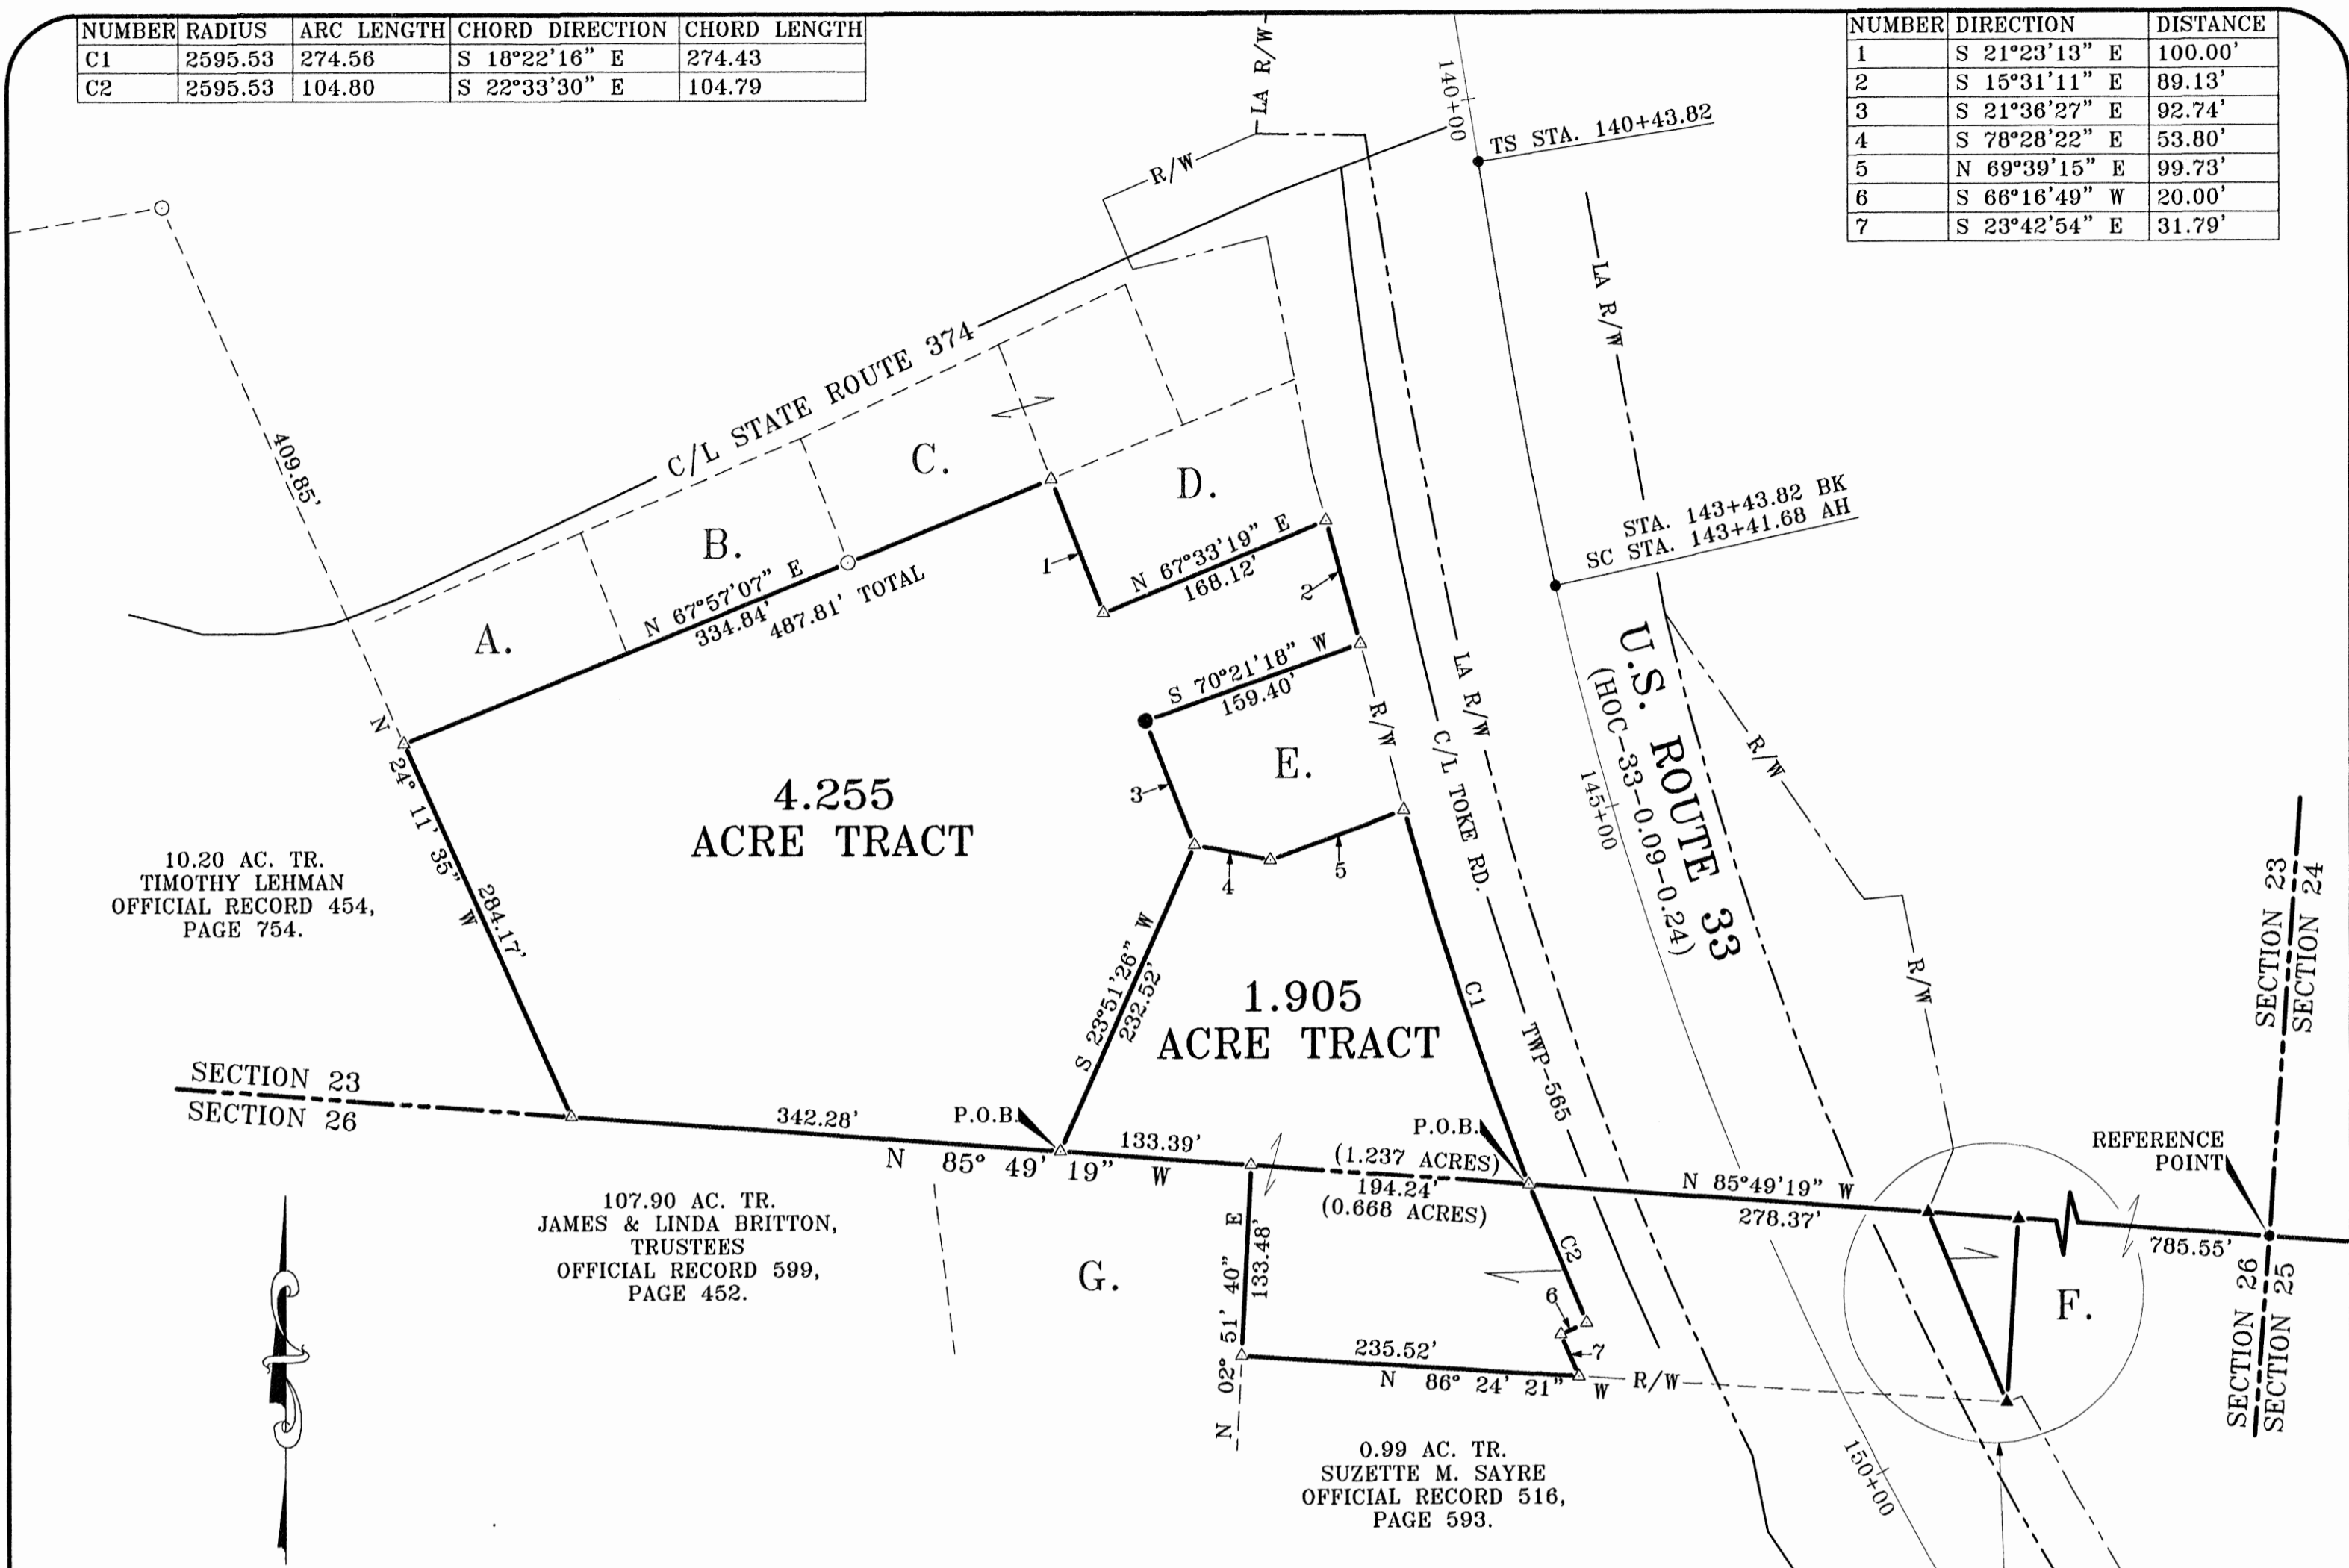 NUMBER RADIUS ARC LENGTH CHORD DIRECTION CHORD LENGTH
C1 2595.53 274.56 S 18°22'16" E 274.43
C2 2595.53 104.80 S 22°33'30" E 104.79
NUMBER DIRECTION DISTANCE
1 S 21°23'13" E 100.00'
2 S 15°31'11" E 89.13'
3 S 21°36'27" E 92.74'
4 S 78°28'22" E 53.80'
5 N 69°39'15" E 99.73'
6 S 66°16'49" W 20.00'
7 S 23°42'54" E 31.79'
LA R/W
R/W
140+00
TS STA. 140+43.82
LA R/W
409.85'
C/L STATE ROUTE 374
A.
B.
C.
D.
N 67°57'07" E
334.84'
487.81' TOTAL
1
N 67°33'19" E
168.12'
2
STA. 143+43.82 BK
SC STA. 143+41.68 AH
S 70°21'18" W
159.40'
R/W
LA R/W
C/L TOKE RD.
TWP-565
U.S. ROUTE 33
(HOC-33-0.09-0.24)
145+00
R/W
R/W
E.
3
4
5
N 24° 11' 35" W
284.17'
4.255
ACRE TRACT
10.20 AC. TR.
TIMOTHY LEHMAN
OFFICIAL RECORD 454,
PAGE 754.
S 23°51'26" W
232.52'
1.905
ACRE TRACT
C1
SECTION 23
SECTION 24
SECTION 23
SECTION 26
342.28'
P.O.B.
133.39'
N 85° 49' 19" W
(1.237 ACRES)
194.24'
(0.668 ACRES)
P.O.B.
N 85°49'19" W
278.37'
REFERENCE
POINT
785.55'
SECTION 26
SECTION 25
107.90 AC. TR.
JAMES & LINDA BRITTON,
TRUSTEES
OFFICIAL RECORD 599,
PAGE 452.
G.
N 02° 51' 40" E
133.48'
C2
6
7
F.
235.52'
N 86° 24' 21" W
R/W
150+00
0.99 AC. TR.
SUZETTE M. SAYRE
OFFICIAL RECORD 516,
PAGE 593.